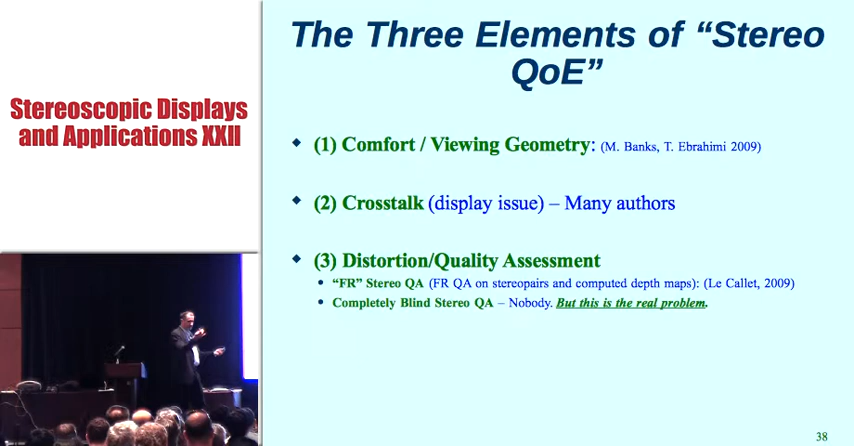 Stereoscopic Displays
and Applications XXII
The Three Elements of “Stereo
QoE”
(1) Comfort / Viewing Geometry: (M. Banks, T. Ebrahimi 2009)
(2) Crosstalk (display issue) – Many authors
(3) Distortion/Quality Assessment
“FR” Stereo QA (FR QA on stereopairs and computed depth maps): (Le Callet, 2009)
Completely Blind Stereo QA – Nobody. But this is the real problem.
38